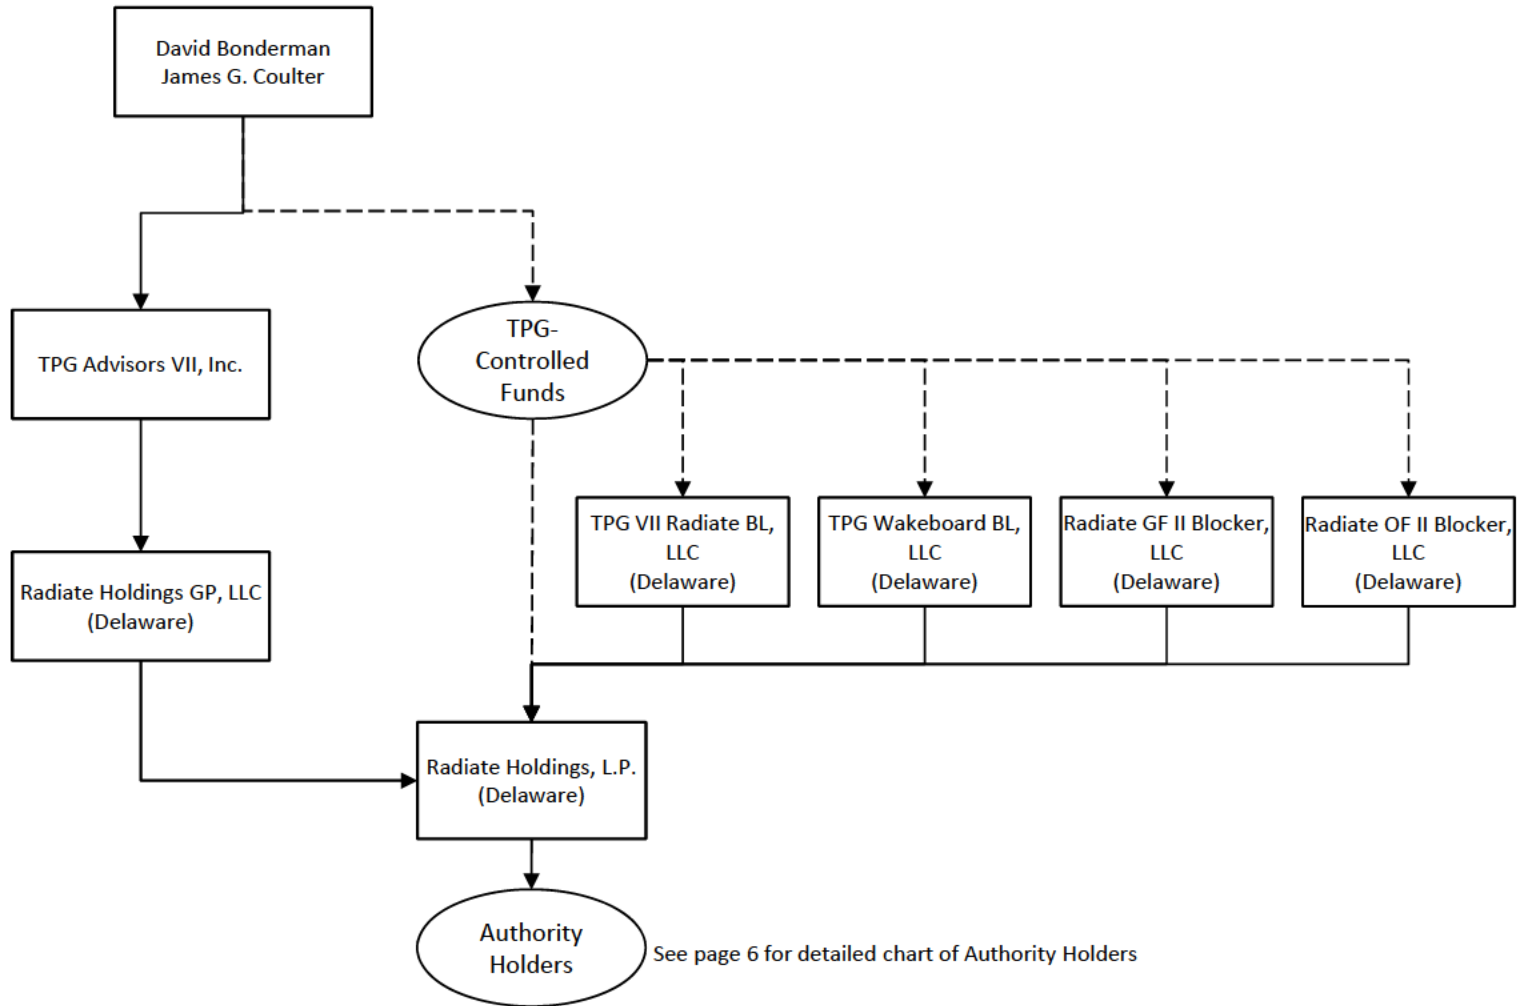 David Bonderman
James G. Coulter
TPG Advisors VII, Inc.
TPG-
Controlled
Funds
TPG VII Radiate BL,
LLC
(Delaware)
TPG Wakeboard BL,
LLC
(Delaware)
Radiate GF II Blocker,
LLC
(Delaware)
Radiate OF II Blocker,
LLC
(Delaware)
Radiate Holdings GP, LLC
(Delaware)
Radiate Holdings, L.P.
(Delaware)
Authority
Holders
See page 6 for detailed chart of Authority Holders